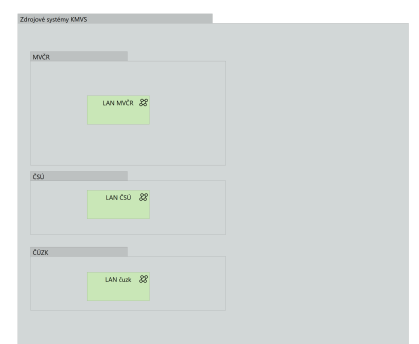 Zdrojové systémy KMVS
MVČR
LAN MVČR
ČSÚ
LAN ČSÚ
ČÚZK
LAN čuzk